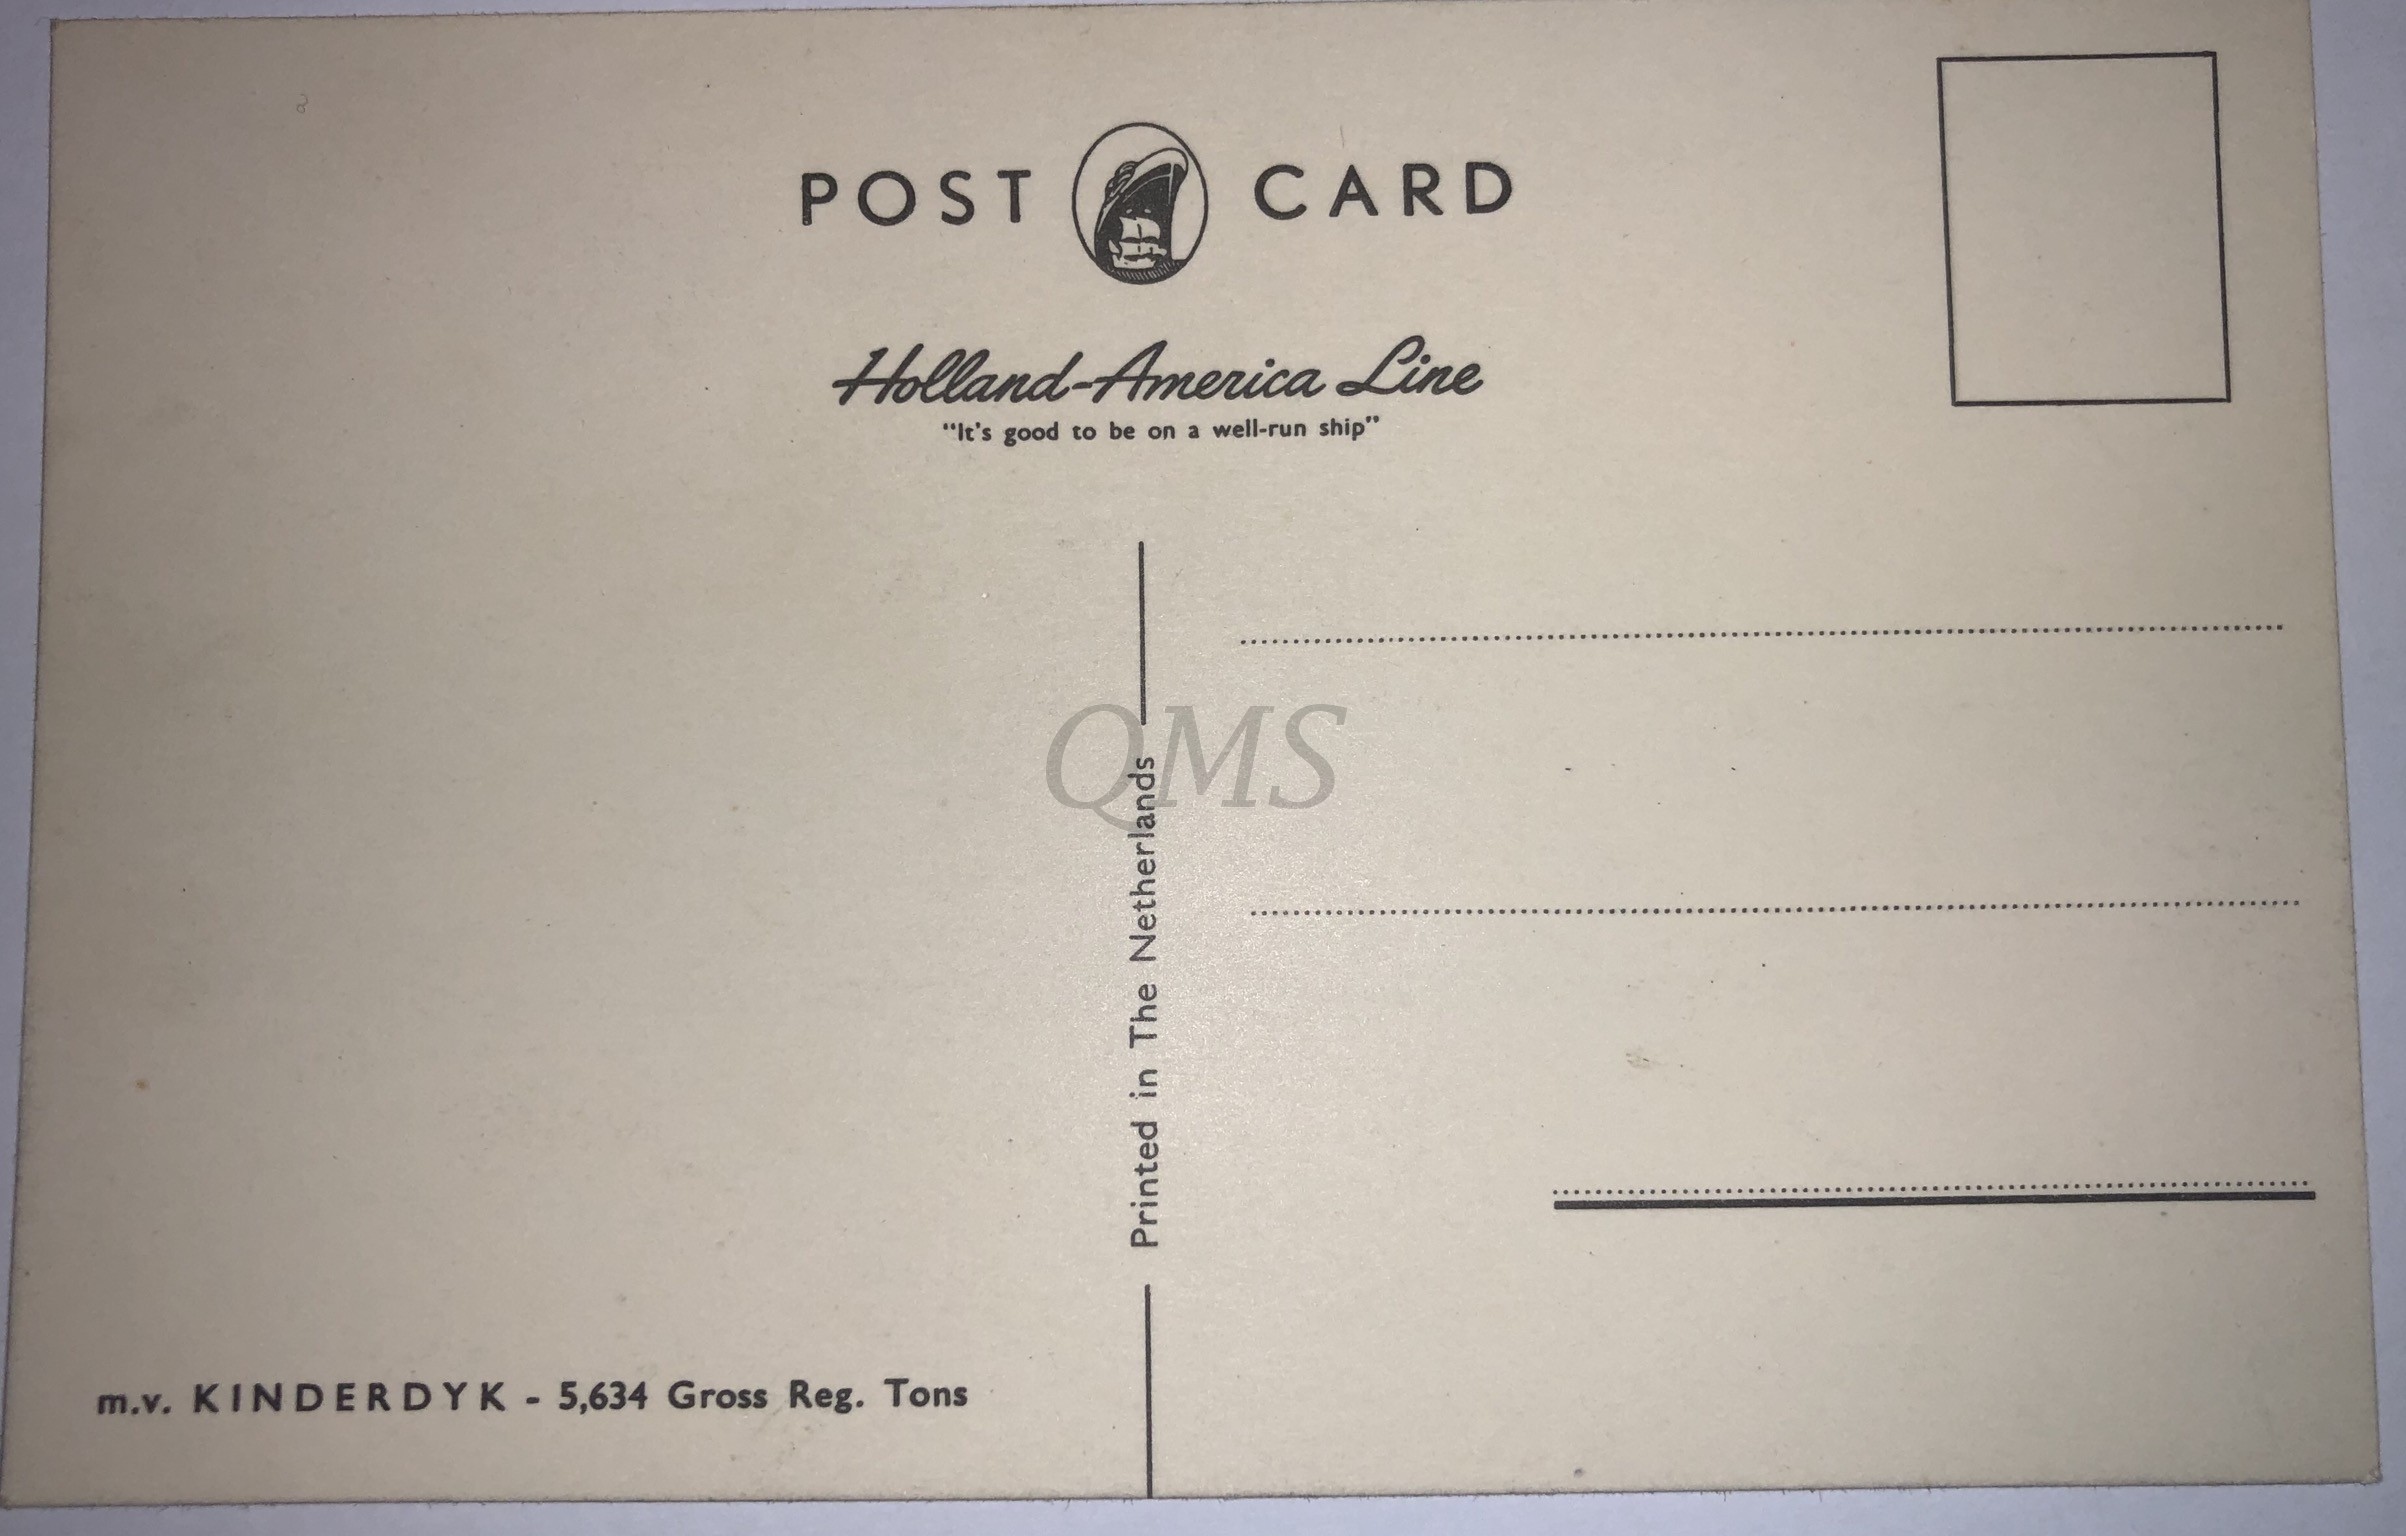 POST CARD
Holland-America Line
"It's good to be on a well-run ship"
QMS
Printed in The Netherlands
m.v. KINDERDYK - 5,634 Gross Reg. Tons